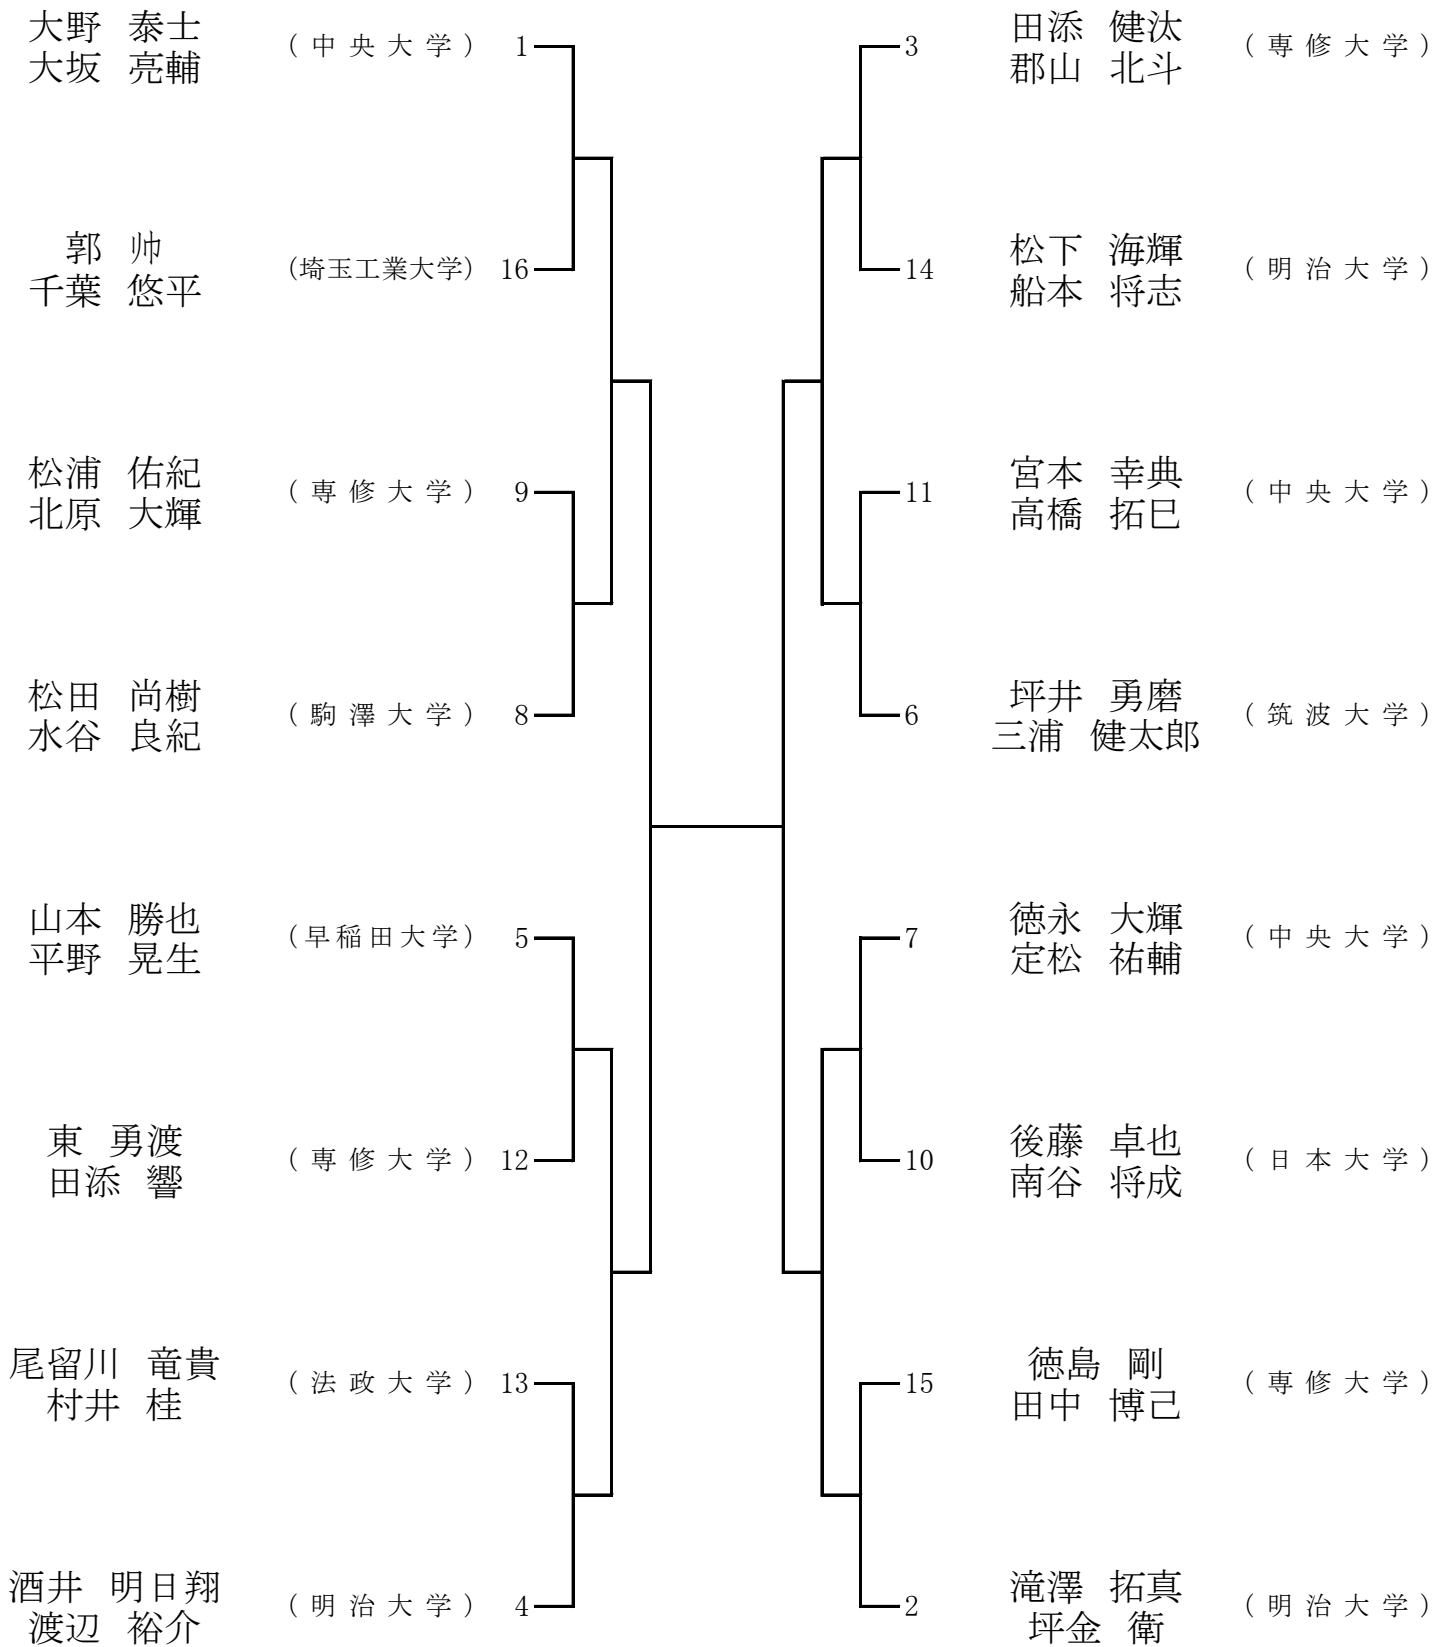 大野 泰士
大坂 亮輔
(中央大学) 1
郭 帅
千葉 悠平
(埼玉工業大学) 16
松浦 佑紀
北原 大輝
(専修大学) 9
松田 尚樹
水谷 良紀
(駒澤大学) 8
山本 勝也
平野 晃生
(早稲田大学) 5
東 勇渡
田添 響
(専修大学) 12
尾留川 竜貴
村井 桂
(法政大学) 13
酒井 明日翔
渡辺 裕介
(明治大学) 4
3
田添 健汰
郡山 北斗
(専修大学)
14
松下 海輝
船本 将志
(明治大学)
11
宮本 幸典
高橋 拓巳
(中央大学)
6
坪井 勇磨
三浦 健太郎
(筑波大学)
7
徳永 大輝
定松 祐輔
(中央大学)
10
後藤 卓也
南谷 将成
(日本大学)
15
徳島 剛
田中 博己
(専修大学)
2
滝澤 拓真
坪金 衛
(明治大学)